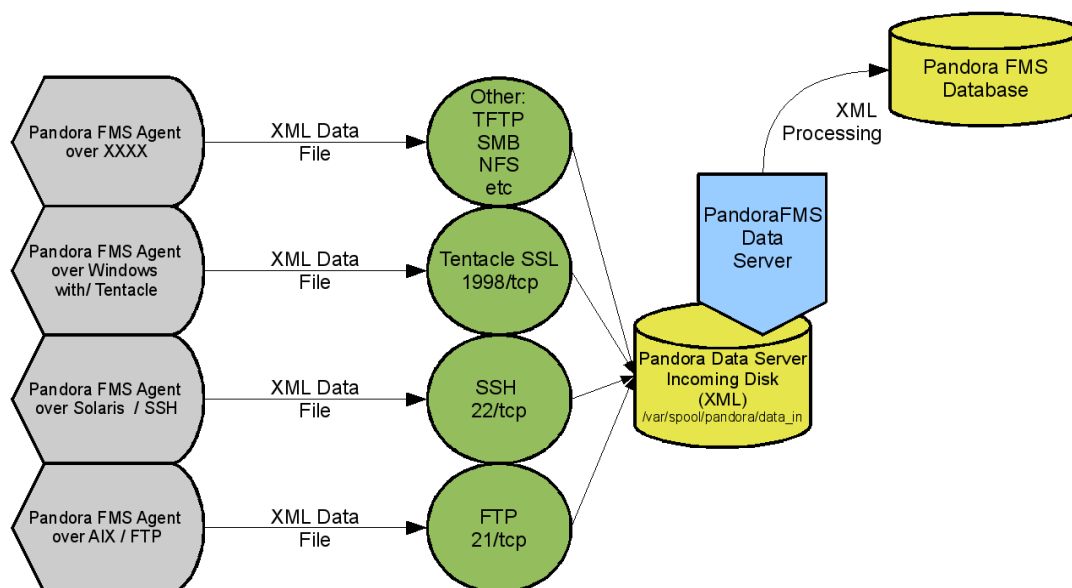 Pandora FMS
Database
XML
Processing
Pandora FMS Agent
over XXXX
XML Data
File
Other:
TFTP
SMB
NFS
etc
PandoraFMS
Data
Server
Pandora FMS Agent
over Windows
with/ Tentacle
XML Data
File
Tentacle SSL
1998/tcp
Pandora FMS Agent
over Solaris / SSH
XML Data
File
SSH
22/tcp
Pandora Data Server
Incoming Disk
(XML)
/var/spool/pandora/data_in
Pandora FMS Agent
over AIX / FTP
XML Data
File
FTP
21/tcp